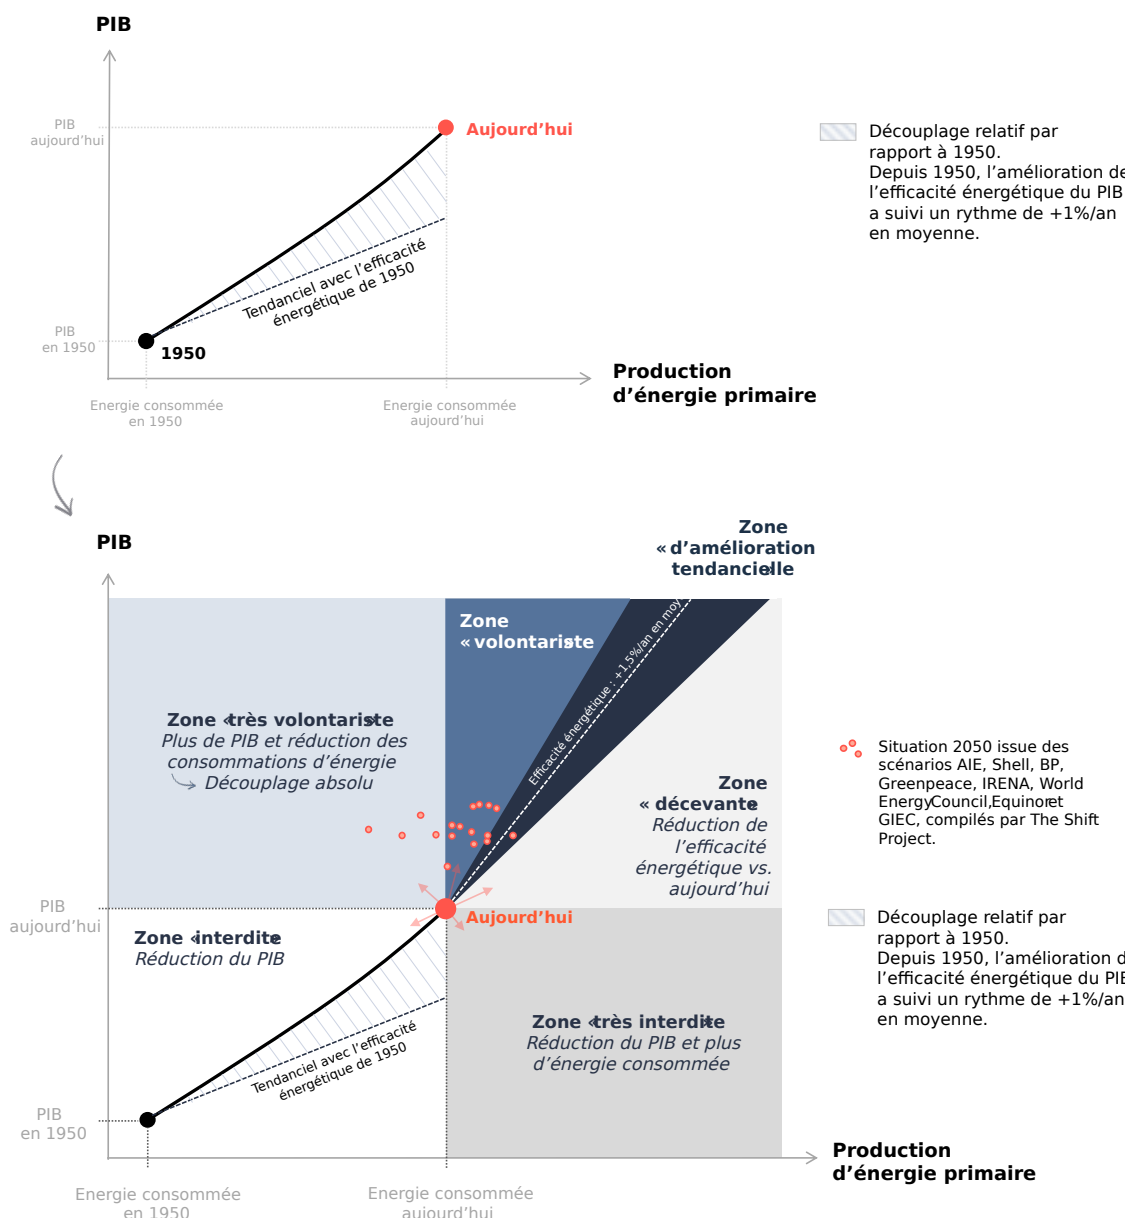 PIB
PIB
aujourd’hui
Aujourd’hui
Découplage relatif par
rapport à 1950.
Depuis 1950, l’amélioration de
l’efficacité énergétique du PIB
a suivi un rythme de +1%/an
en moyenne.
Tendanciel avec l’efficacité
énergétique de 1950
PIB
en 1950
1950
Production
d’énergie primaire
Energie consommée
en 1950
Energie consommée
aujourd’hui
PIB
Zone
« d’amélioration
tendancielle »
Zone
« volontariste »
Efficacité énergétique : +1,5%/an en moy
Zone « très volontariste »
Plus de PIB et réduction des
consommations d’énergie
Découplage absolu
Zone
« décevante »
Réduction de
l’efficacité
énergétique vs.
aujourd’hui
Situation 2050 issue des
scénarios AIE, Shell, BP,
Greenpeace, IRENA, World
Energy Council, Equinor et
GIEC, compilés par The Shift
Project.
PIB
aujourd’hui
Aujourd’hui
Zone « interdite »
Réduction du PIB
Découplage relatif par
rapport à 1950.
Depuis 1950, l’amélioration d
l’efficacité énergétique du PIB
a suivi un rythme de +1%/an
en moyenne.
Zone « très interdite »
Réduction du PIB et plus
d’énergie consommée
Tendanciel avec l’efficacité
énergétique de 1950
PIB
en 1950
Production
d’énergie primaire
Energie consommée
en 1950
Energie consommée
aujourd’hui